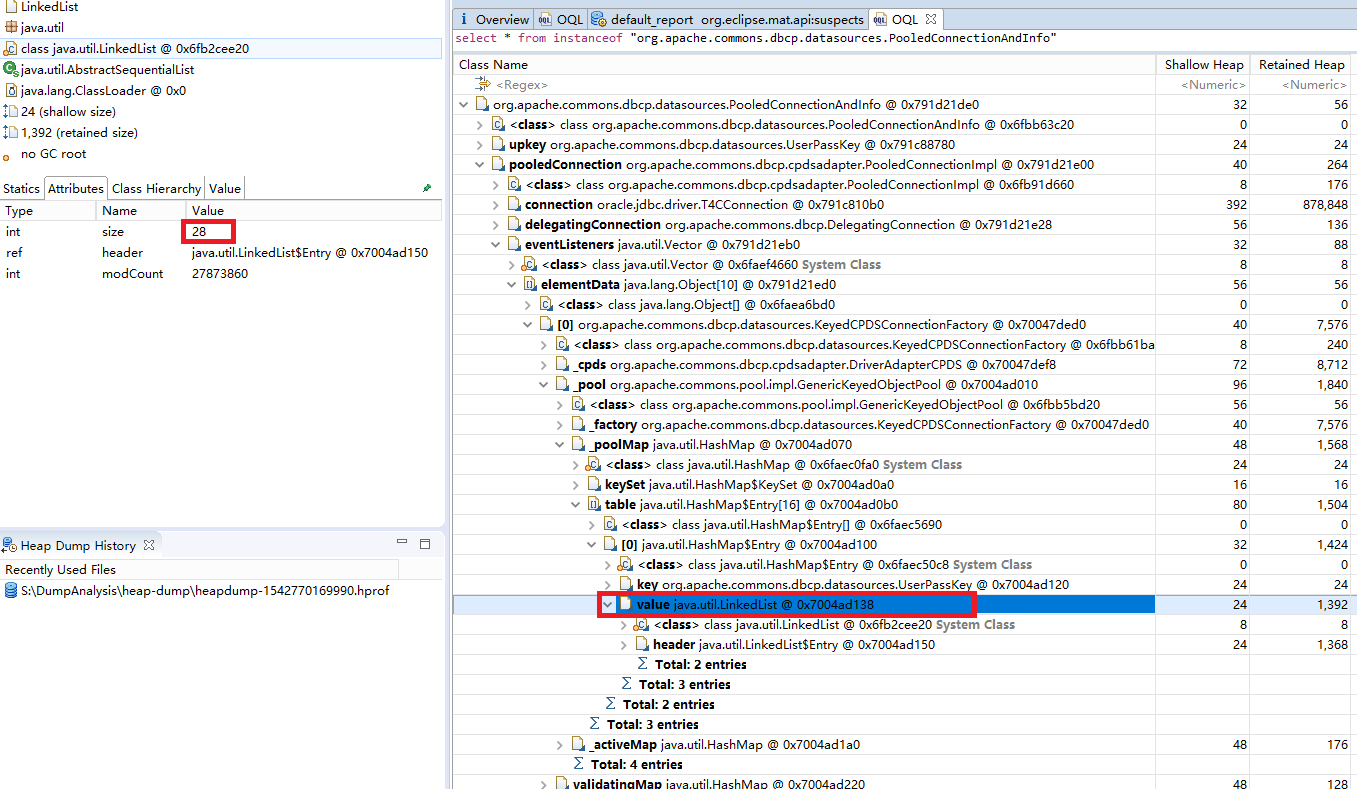 LinkedList
java.util
class java.util.LinkedList @ 0x6fb2cee20
java.util.AbstractSequentialList
java.lang.ClassLoader @ 0x0
24 (shallow size)
1,392 (retained size)
no GC root
Statics Attributes Class Hierarchy Value
Type Name Value
int size 28
ref header java.util.LinkedList$Entry @ 0x7004ad150
int modCount 27873860
Heap Dump History
Recently Used Files
S:\DumpAnalysis\heap-dump\heapdump-1542770169990.hprof
i Overview OQL default_report org.eclipse.mat.api:suspects OQL
select * from instanceof "org.apache.commons.dbcp.datasources.PooledConnectionAndInfo"
Class Name Shallow Heap Retained Heap
<Regex> <Numeric> <Numeric>
org.apache.commons.dbcp.datasources.PooledConnectionAndInfo @ 0x791d21de0 32 56
<class> class org.apache.commons.dbcp.datasources.PooledConnectionAndInfo @ 0x6fbb63c20 0 0
upkey org.apache.commons.dbcp.datasources.UserPassKey @ 0x791c88780 24 24
pooledConnection org.apache.commons.dbcp.cpdsadapter.PooledConnectionImpl @ 0x791d21e00 40 264
<class> class org.apache.commons.dbcp.cpdsadapter.PooledConnectionImpl @ 0x6fb91d660 8 176
connection oracle.jdbc.driver.T4CConnection @ 0x791c810b0 392 878,848
delegatingConnection org.apache.commons.dbcp.DelegatingConnection @ 0x791d21e28 56 136
eventListeners java.util.Vector @ 0x791d21eb0 32 88
<class> class java.util.Vector @ 0x6faef4660 System Class 8 8
elementData java.lang.Object[10] @ 0x791d21ed0 56 56
<class> class java.lang.Object[] @ 0x6faea6bd0 0 0
[0] org.apache.commons.dbcp.datasources.KeyedCPDSConnectionFactory @ 0x70047ded0 40 7,576
<class> class org.apache.commons.dbcp.datasources.KeyedCPDSConnectionFactory @ 0x6fbb61ba 8 240
_cpds org.apache.commons.dbcp.cpdsadapter.DriverAdapterCPDS @ 0x70047def8 72 8,712
_pool org.apache.commons.pool.impl.GenericKeyedObjectPool @ 0x7004ad010 96 1,840
<class> class org.apache.commons.pool.impl.GenericKeyedObjectPool @ 0x6fbb5bd20 56 56
_factory org.apache.commons.dbcp.datasources.KeyedCPDSConnectionFactory @ 0x70047ded0 40 7,576
_poolMap java.util.HashMap @ 0x7004ad070 48 1,568
<class> class java.util.HashMap @ 0x6faec0fa0 System Class 24 24
keySet java.util.HashMap$KeySet @ 0x7004ad0a0 16 16
table java.util.HashMap$Entry[16] @ 0x7004ad0b0 80 1,504
<class> class java.util.HashMap$Entry[] @ 0x6faec5690 0 0
[0] java.util.HashMap$Entry @ 0x7004ad100 32 1,424
<class> class java.util.HashMap$Entry @ 0x6faec50c8 System Class 0 0
key org.apache.commons.dbcp.datasources.UserPassKey @ 0x7004ad120 24 24
value java.util.LinkedList @ 0x7004ad138 24 1,392
<class> class java.util.LinkedList @ 0x6fb2cee20 System Class 8 8
header java.util.LinkedList$Entry @ 0x7004ad150 24 1,368
Σ Total: 2 entries
Σ Total: 3 entries
Σ Total: 2 entries
Σ Total: 3 entries
_activeMap java.util.HashMap @ 0x7004ad1a0 48 176
Σ Total: 4 entries
validatingMap java.util.HashMap @ 0x7004ad220 48 128